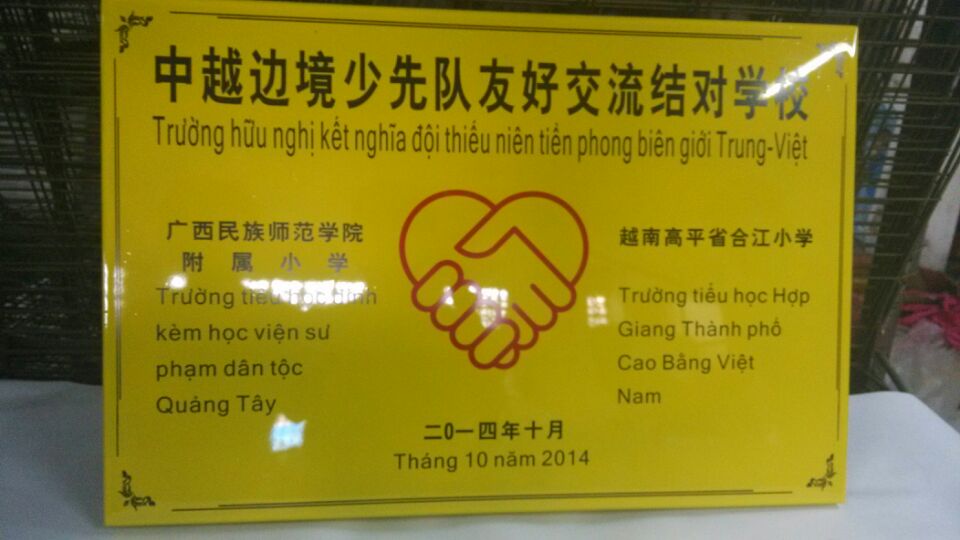 中越边境少先队友好交流结对学校
Trường hữu nghị kết nghĩa đội thiếu niên tiền phong biên giới Trung-Việt
广西民族师范学院
附属小学
Trường tiểu học đính
kèm học viện sư
phạm dân tộc
Quảng Tây
越南高平省合江小学
Trường tiểu học Hợp
Giang Thành phố
Cao Bằng Việt
Nam
二0一四年十月
Tháng 10 năm 2014